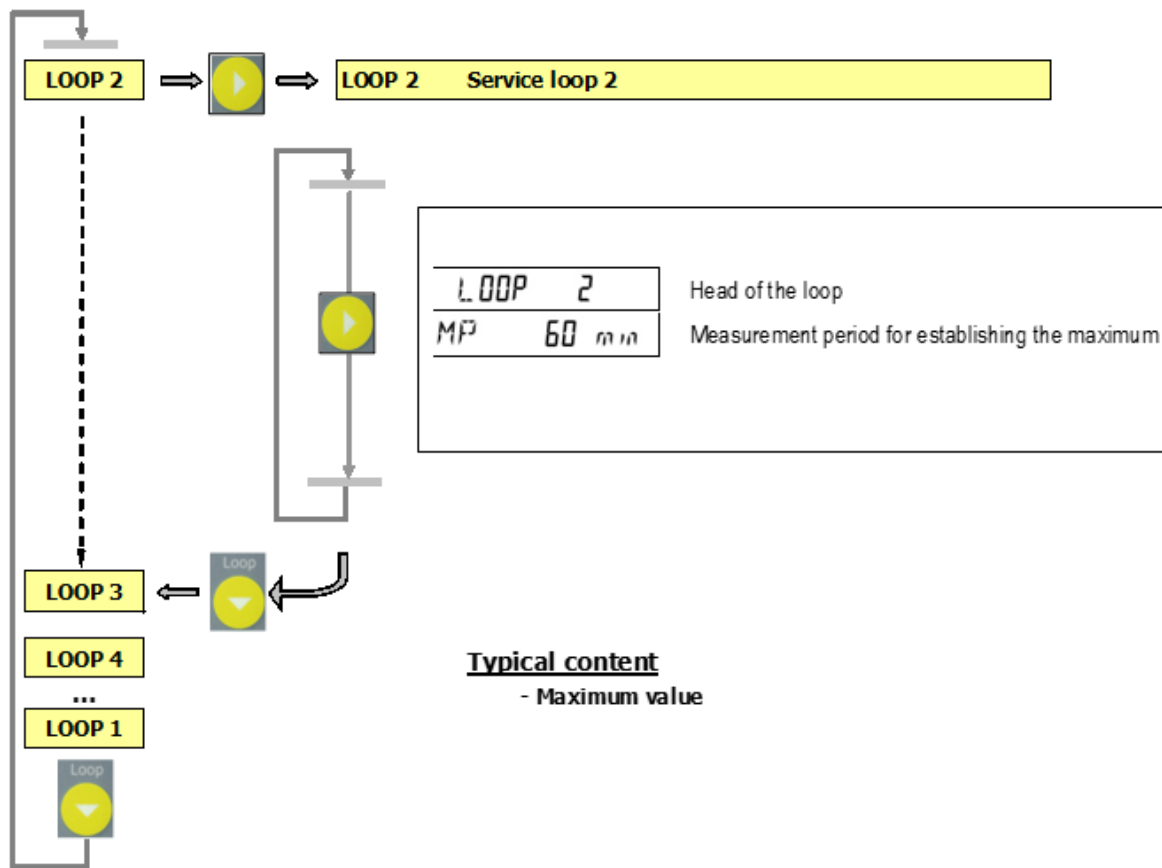 LOOP 2
LOOP 2 Service loop 2
LOOP 2 Head of the loop
MP 60 min Measurement period for establishing the maximum
Loop
LOOP 3
LOOP 4
...
LOOP 1
Loop
Typical content
- Maximum value